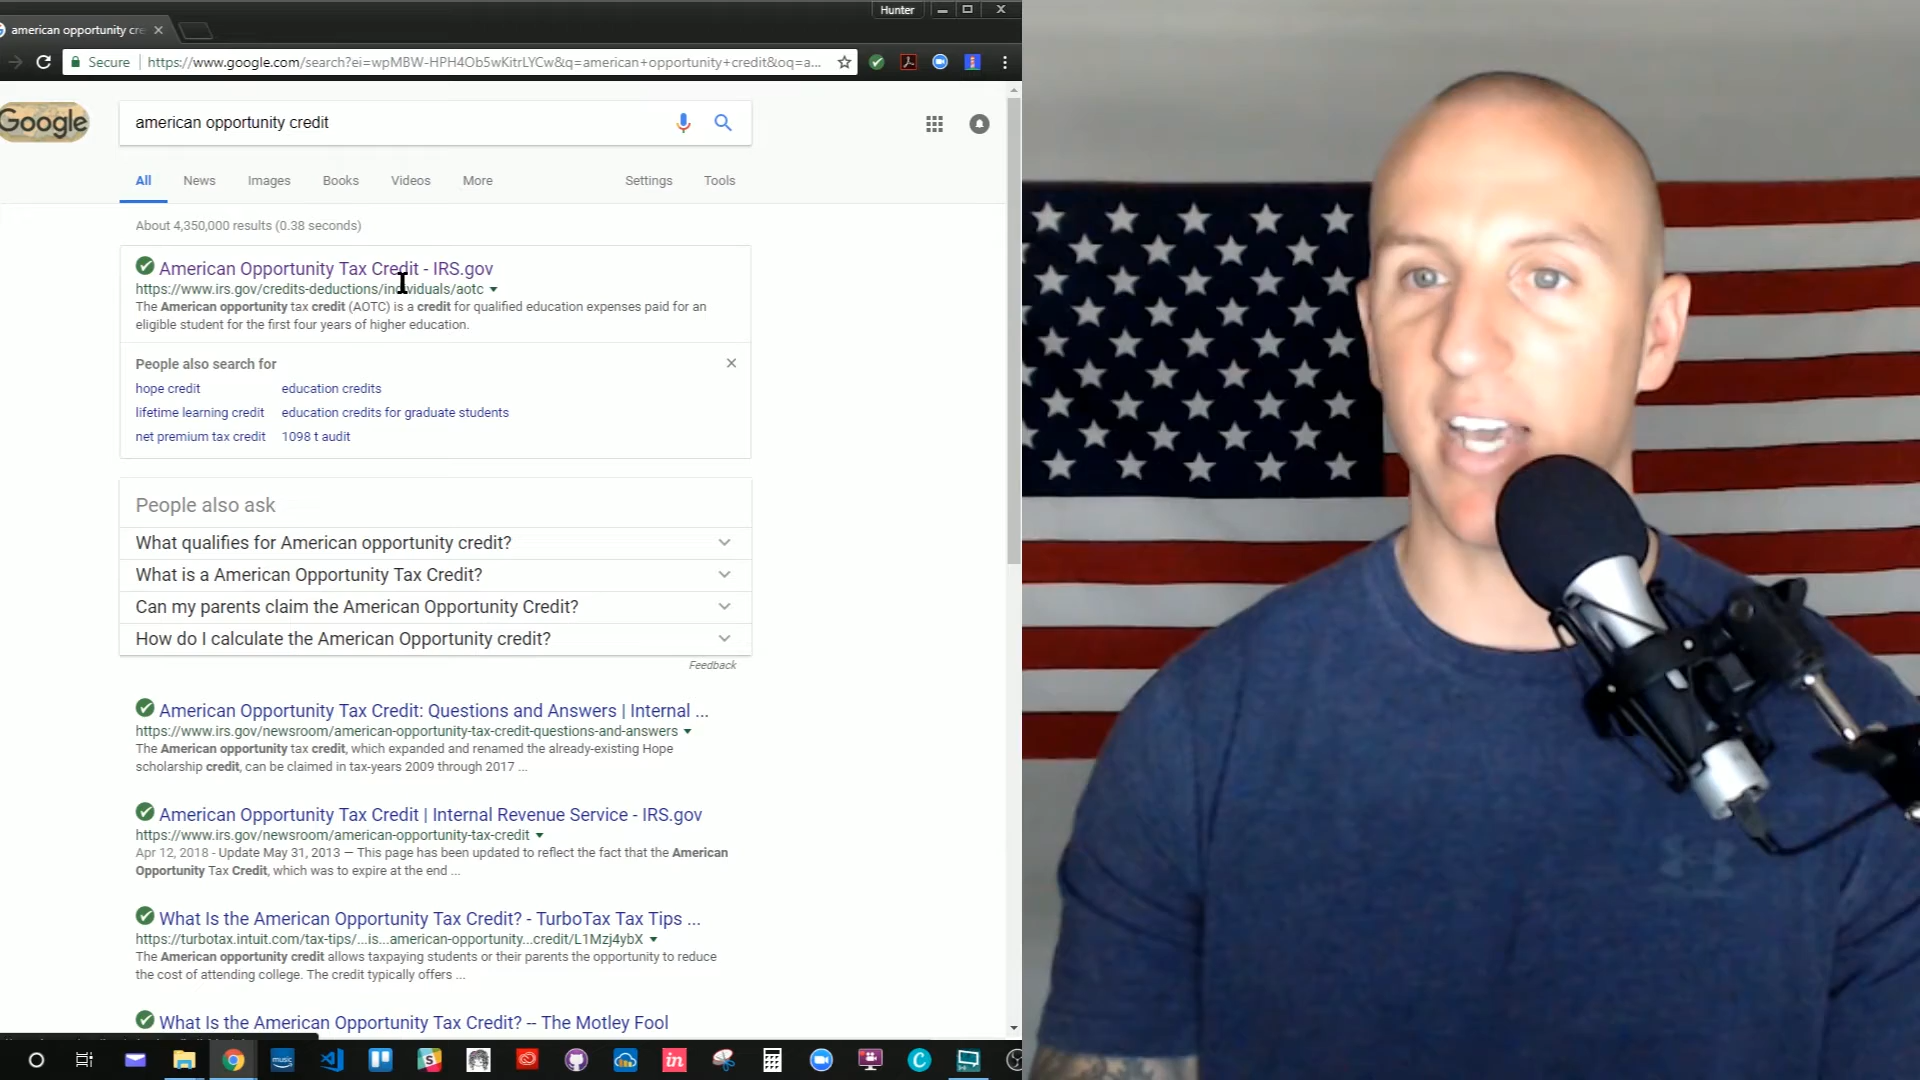 Hunter
american opportunity cre
Secure
https://www.google.com/search?ei=wpMBW-HPH4Ob5wKitrLYCw&q=american+opportunity+credit&oq=a...
Google
american opportunity credit
All News Images Books Videos More Settings Tools
About 4,350,000 results (0.38 seconds)
American Opportunity Tax Credit - IRS.gov
https://www.irs.gov/credits-deductions/individuals/aotc
The American opportunity tax credit (AOTC) is a credit for qualified education expenses paid for an
eligible student for the first four years of higher education.
People also search for
hope credit education credits
lifetime learning credit education credits for graduate students
net premium tax credit 1098 t audit
People also ask
What qualifies for American opportunity credit?
What is a American Opportunity Tax Credit?
Can my parents claim the American Opportunity Credit?
How do I calculate the American Opportunity credit?
Feedback
American Opportunity Tax Credit: Questions and Answers | Internal ...
https://www.irs.gov/newsroom/american-opportunity-tax-credit-questions-and-answers
The American opportunity tax credit, which expanded and renamed the already-existing Hope
scholarship credit, can be claimed in tax-years 2009 through 2017 ...
American Opportunity Tax Credit | Internal Revenue Service - IRS.gov
https://www.irs.gov/newsroom/american-opportunity-tax-credit
Apr 12, 2018 - Update May 31, 2013 — This page has been updated to reflect the fact that the American
Opportunity Tax Credit, which was to expire at the end ...
What Is the American Opportunity Tax Credit? - TurboTax Tax Tips ...
https://turbotax.intuit.com/tax-tips/...is...american-opportunity...credit/L1Mzj4ybX
The American opportunity credit allows taxpaying students or their parents the opportunity to reduce
the cost of attending college. The credit typically offers ...
What Is the American Opportunity Tax Credit? -- The Motley Fool
music
in